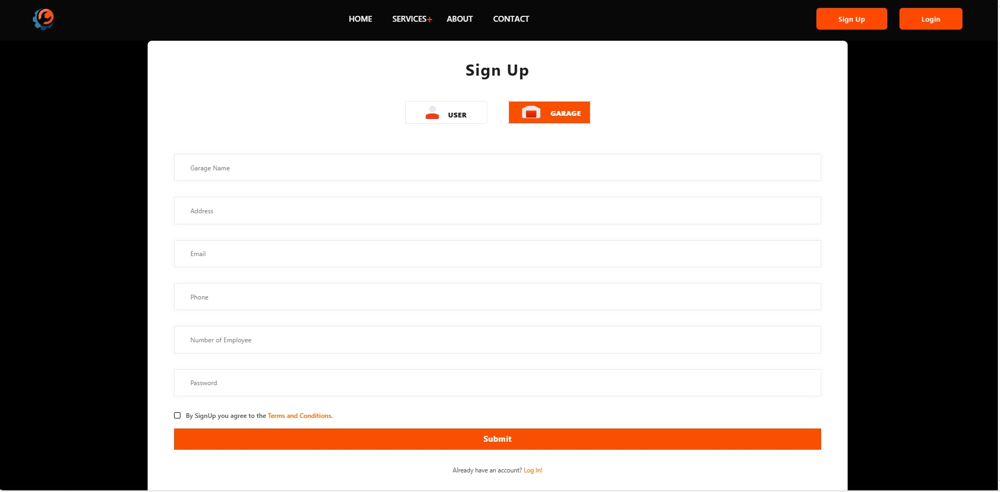 HOME SERVICES+ ABOUT CONTACT Sign Up Login
Sign Up
USER GARAGE
Garage Name
Address
Email
Phone
Number of Employee
Password
By SignUp you agree to the Terms and Conditions.
Submit
Already have an account? Log In!